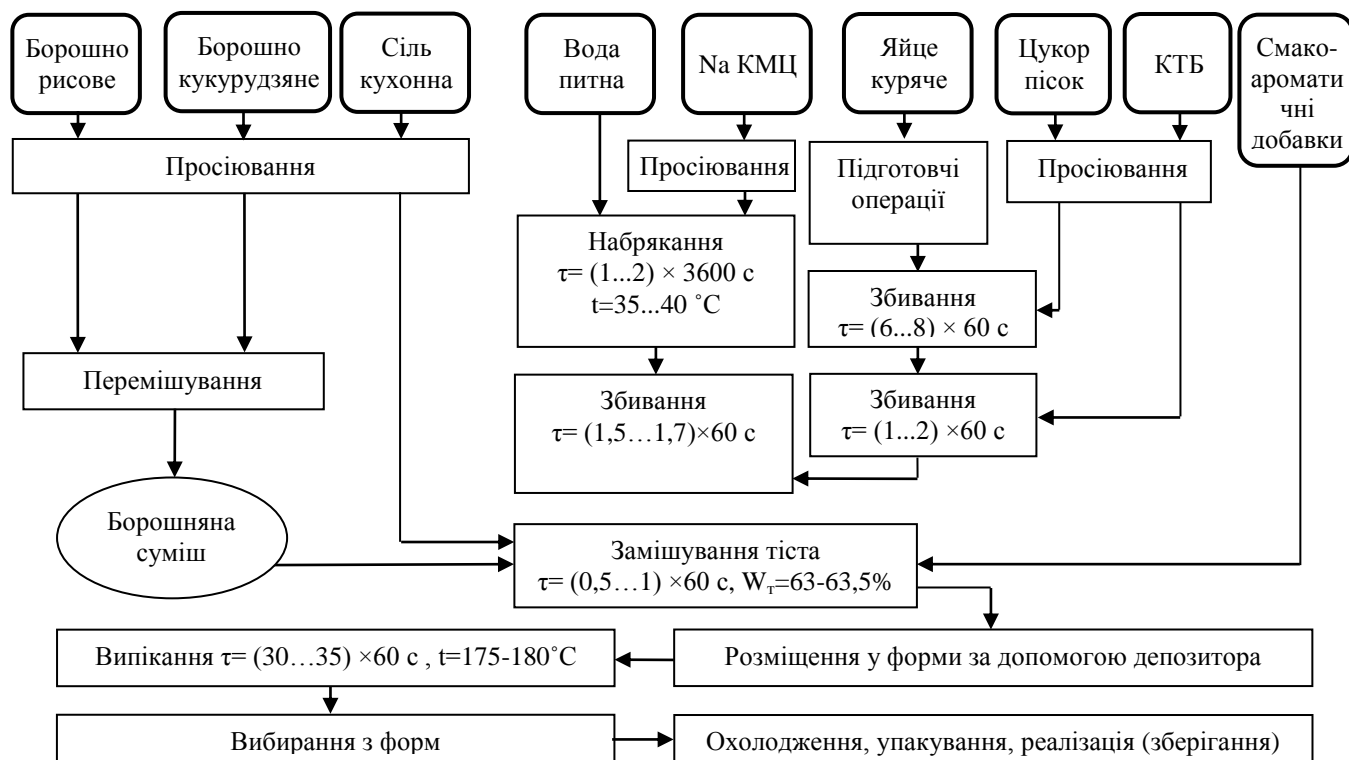 Борошно
рисове
Борошно
кукурудзяне
Сіль
кухонна
Вода
питна
Na КМЦ
Яйце
куряче
Цукор
пісок
КТБ
Смако-
аромати
чні
добавки
Просіювання
Просіювання
Підготовчі
операції
Просіювання
Набрякання
τ= (1...2) × 3600 с
t=35...40 ˚С
Збивання
τ= (6...8) × 60 с
Перемішування
Збивання
τ= (1,5…1,7)×60 с
Збивання
τ= (1...2) ×60 с
Борошняна
суміш
Замішування тіста
τ= (0,5…1) ×60 с, Wт=63-63,5%
Випікання τ= (30…35) ×60 с , t=175-180˚С
Розміщення у форми за допомогою депозитора
Вибирання з форм
Охолодження, упакування, реалізація (зберігання)